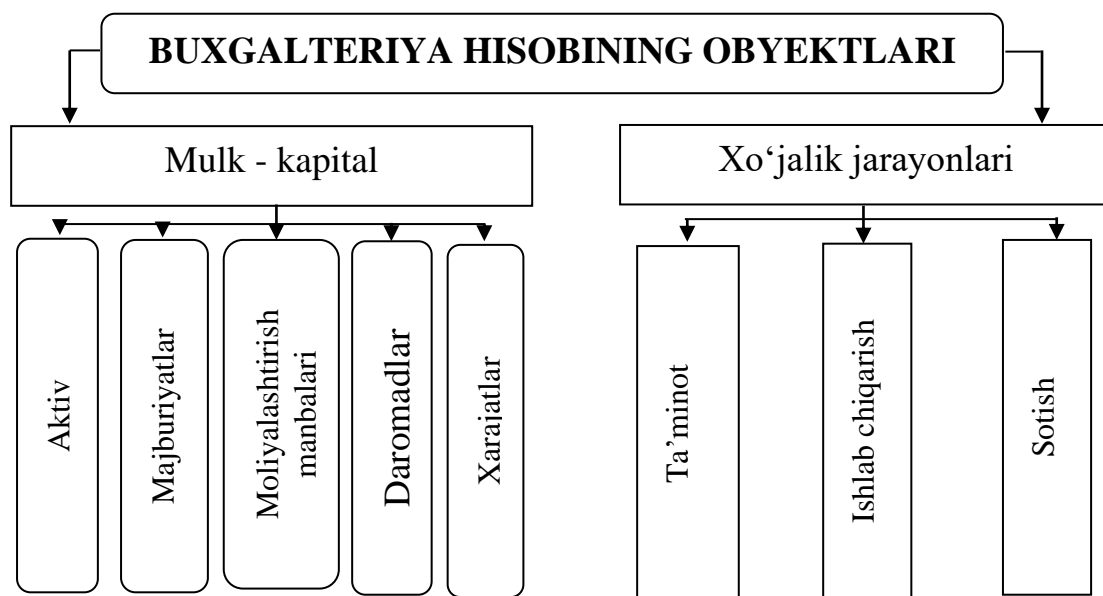 BUXGALTERIYA HISOBINING OBYEKTLARI
Mulk - kapital
Xo‘jalik jarayonlari
Aktiv
Majburiyatlar
Moliyalashtirish
manbalari
Daromadlar
Xarajatlar
Ta’minot
Ishlab chiqarish
Sotish